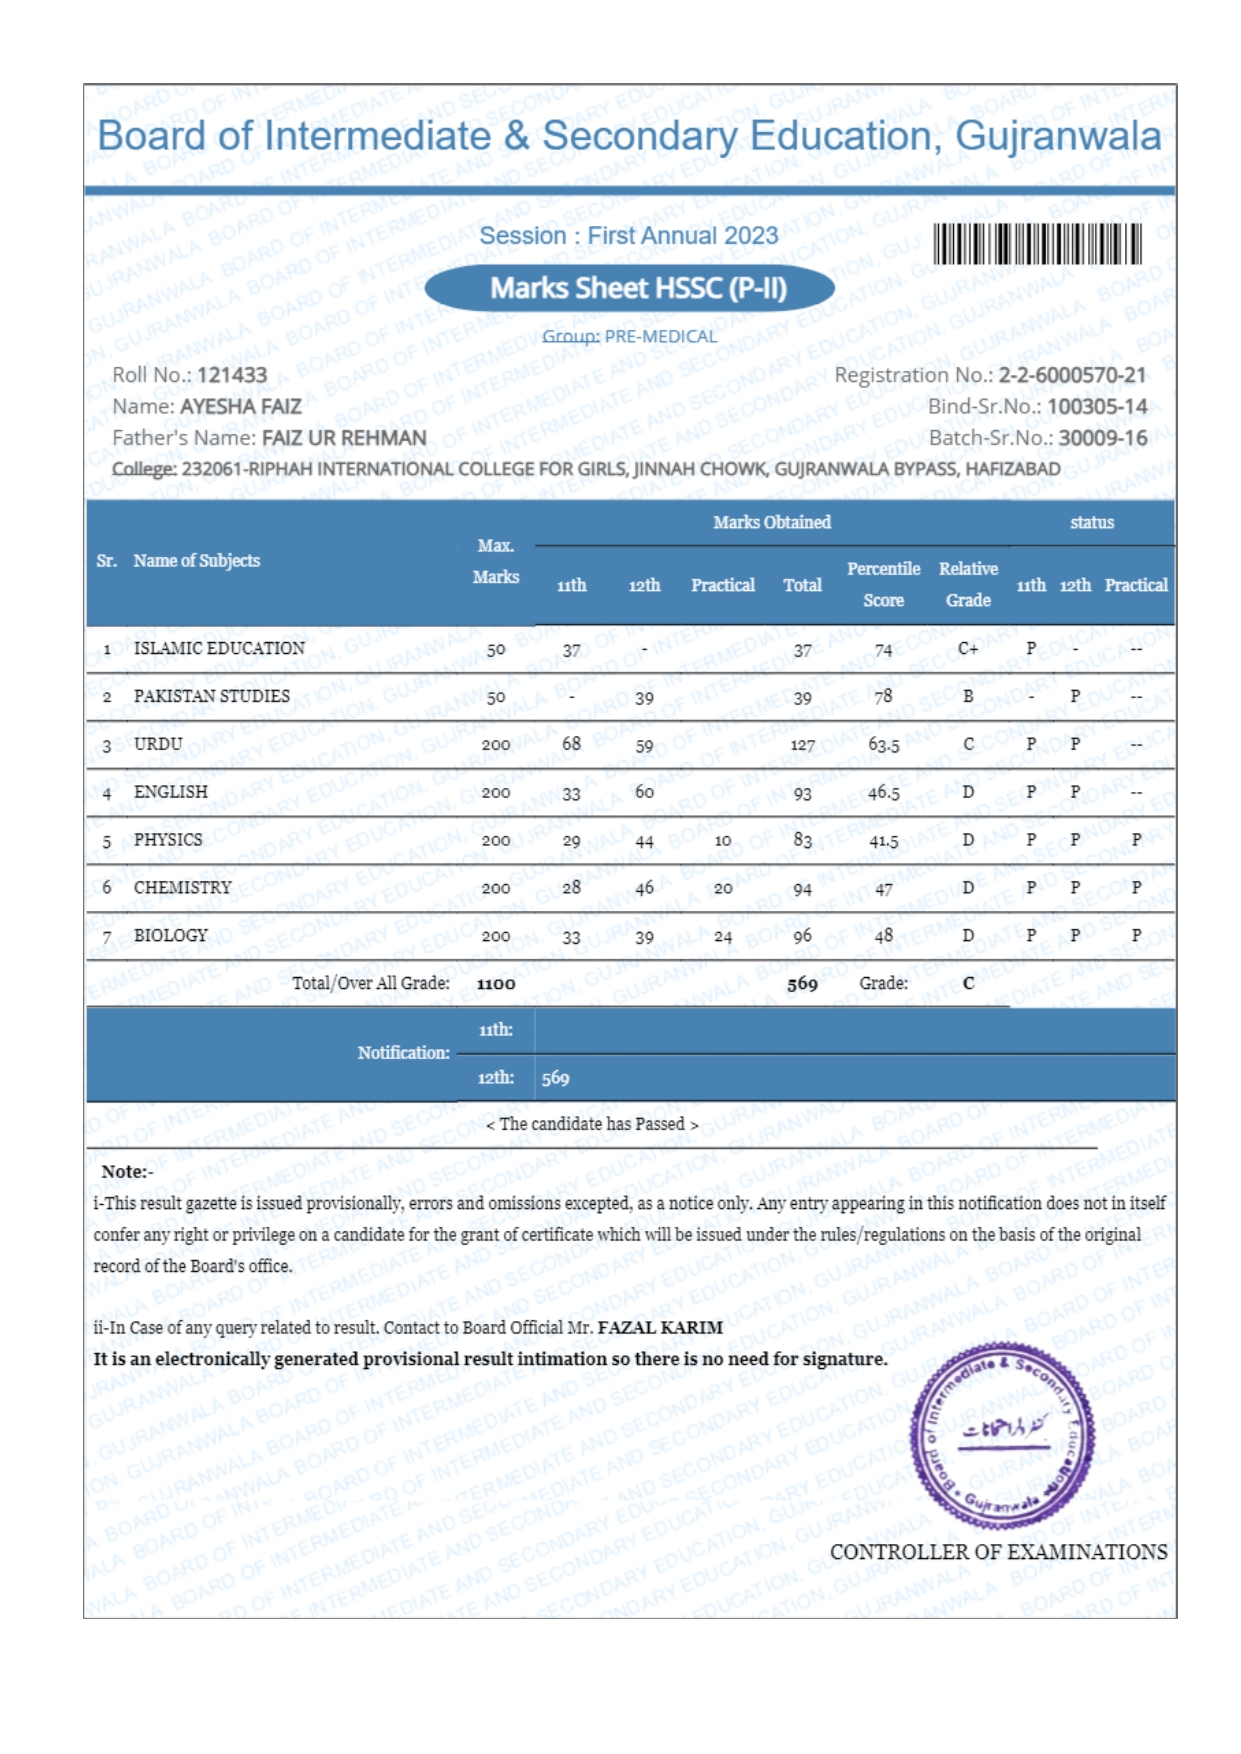 Board of Intermediate & Secondary Education, Gujranwala
Session : First Annual 2023
Marks Sheet HSSC (P-II)
Group: PRE-MEDICAL
Roll No.: 121433 Registration No.: 2-2-6000570-21
Name: AYESHA FAIZ Bind-Sr.No.: 100305-14
Father's Name: FAIZ UR REHMAN Batch-Sr.No.: 30009-16
College: 232061-RIPHAH INTERNATIONAL COLLEGE FOR GIRLS, JINNAH CHOWK, GUJRANWALA BYPASS, HAFIZABAD
Sr. Name of Subjects Max. Marks Marks Obtained status
11th 12th Practical Total Percentile Score Relative Grade 11th 12th Practical
1 ISLAMIC EDUCATION 50 37 - 37 74 C+ P - --
2 PAKISTAN STUDIES 50 - 39 39 78 B - P --
3 URDU 200 68 59 127 63.5 C P P --
4 ENGLISH 200 33 60 93 46.5 D P P --
5 PHYSICS 200 29 44 10 83 41.5 D P P P
6 CHEMISTRY 200 28 46 20 94 47 D P P P
7 BIOLOGY 200 33 39 24 96 48 D P P P
Total/Over All Grade: 1100 569 Grade: C
Notification: 11th:
12th: 569
< The candidate has Passed >
Note:-
i-This result gazette is issued provisionally, errors and omissions excepted, as a notice only. Any entry appearing in this notification does not in itself
confer any right or privilege on a candidate for the grant of certificate which will be issued under the rules/regulations on the basis of the original
record of the Board's office.
ii-In Case of any query related to result. Contact to Board Official Mr. FAZAL KARIM
It is an electronically generated provisional result intimation so there is no need for signature.
Board of Intermediate & Secondary Education Gujranwala
کنٹرولر امتحانات
CONTROLLER OF EXAMINATIONS